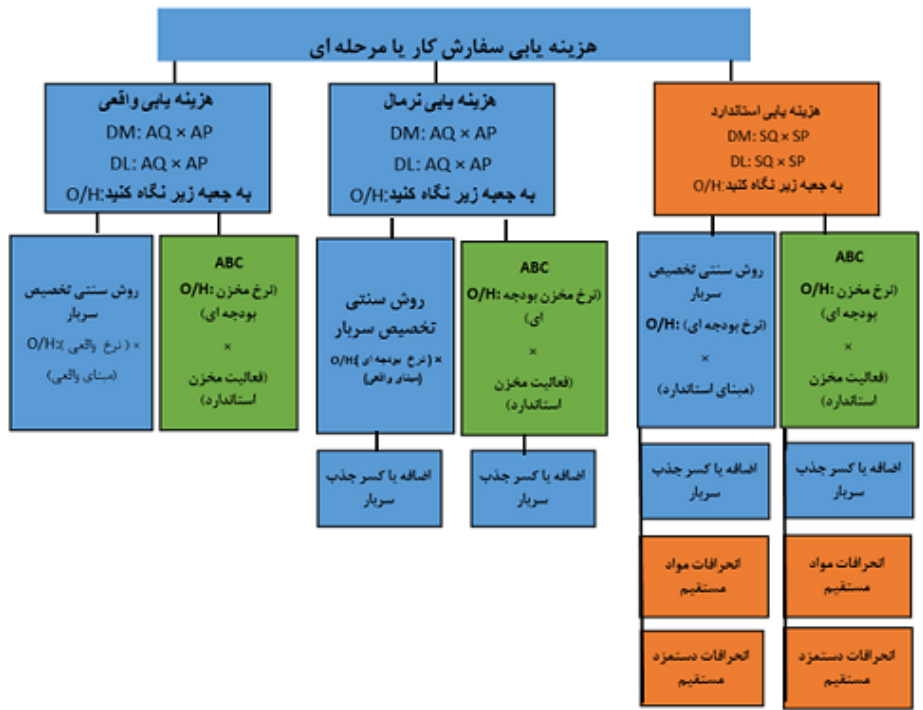 هزینه یابی سفارش کار یا مرحله ای
هزینه یابی واقعی
DM: AQ × AP
DL: AQ × AP
به جعبه زیر نگاه کنید:O/H
هزینه یابی نرمال
DM: AQ × AP
DL: AQ × AP
به جعبه زیر نگاه کنید:O/H
هزینه یابی استاندارد
DM: SQ × SP
DL: SQ × SP
به جعبه زیر نگاه کنید:O/H
روش سنتی تخصیص
سربار
× (نرخ واقعی ):O/H
(مبنای واقعی)
ABC
(نرخ مخزن :O/H
بودجه ای)
×
(فعالیت مخزن
استاندارد)
روش سنتی
تخصیص سربار
× (نرخ بودجه ای ):O/H
(مبنای واقعی)
ABC
(نرخ مخزن بودجه :O/H
ای)
×
(فعالیت مخزن
استاندارد)
روش سنتی تخصیص
سربار
(نرخ بودجه ای) :O/H
×
(مبنای استاندارد)
ABC
(نرخ مخزن :O/H
بودجه ای)
×
(فعالیت مخزن
استاندارد)
اضافه یا کسر جذب
سربار
اضافه یا کسر جذب
سربار
اضافه یا کسر جذب
سربار
اضافه یا کسر جذب
سربار
انحرافات مواد
مستقیم
انحرافات مواد
مستقیم
انحرافات دستمزد
مستقیم
انحرافات دستمزد
مستقیم